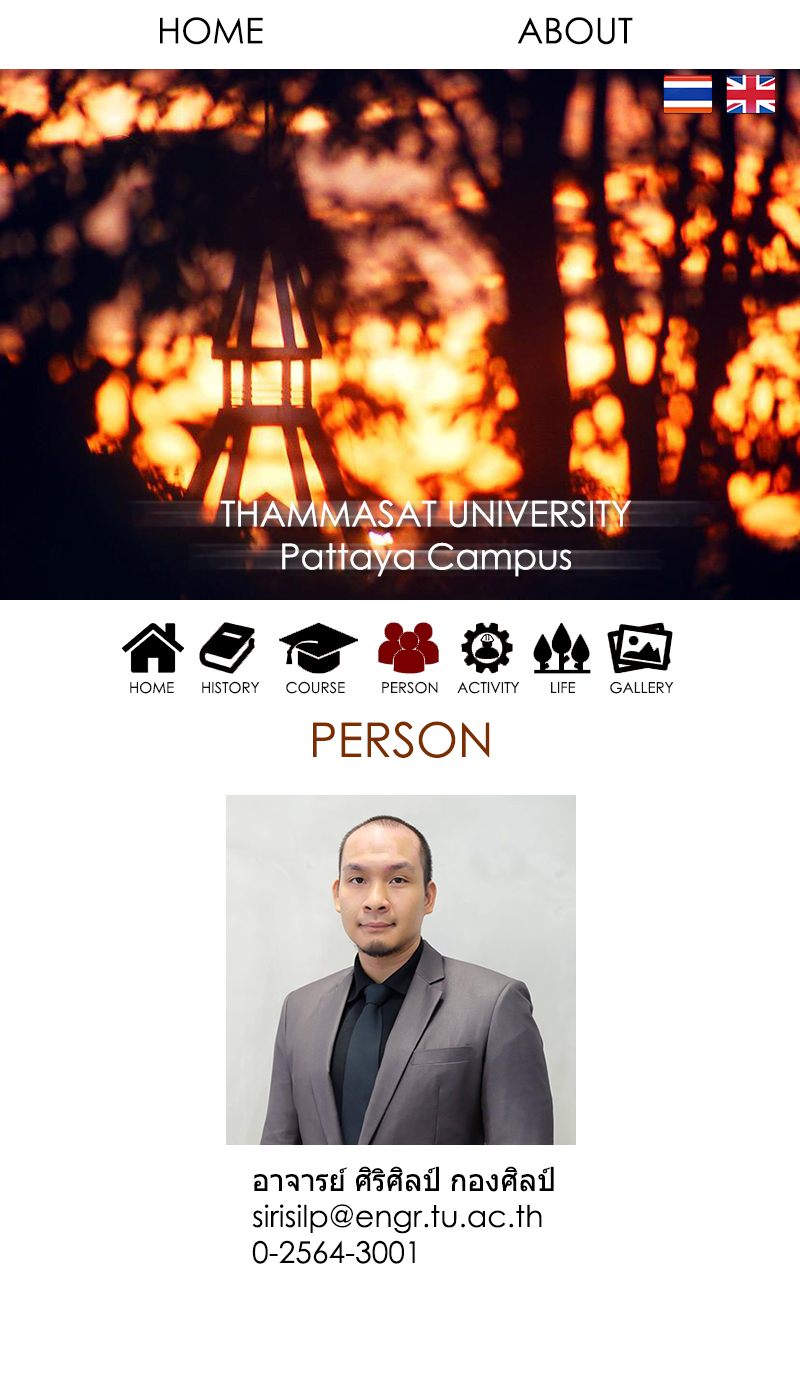 HOME ABOUT
THAMMASAT UNIVERSITY
Pattaya Campus
HOME HISTORY COURSE PERSON ACTIVITY LIFE GALLERY
PERSON
อาจารย์ ศิริศิลป์ กองศิลป์
sirisilp@engr.tu.ac.th
0-2564-3001